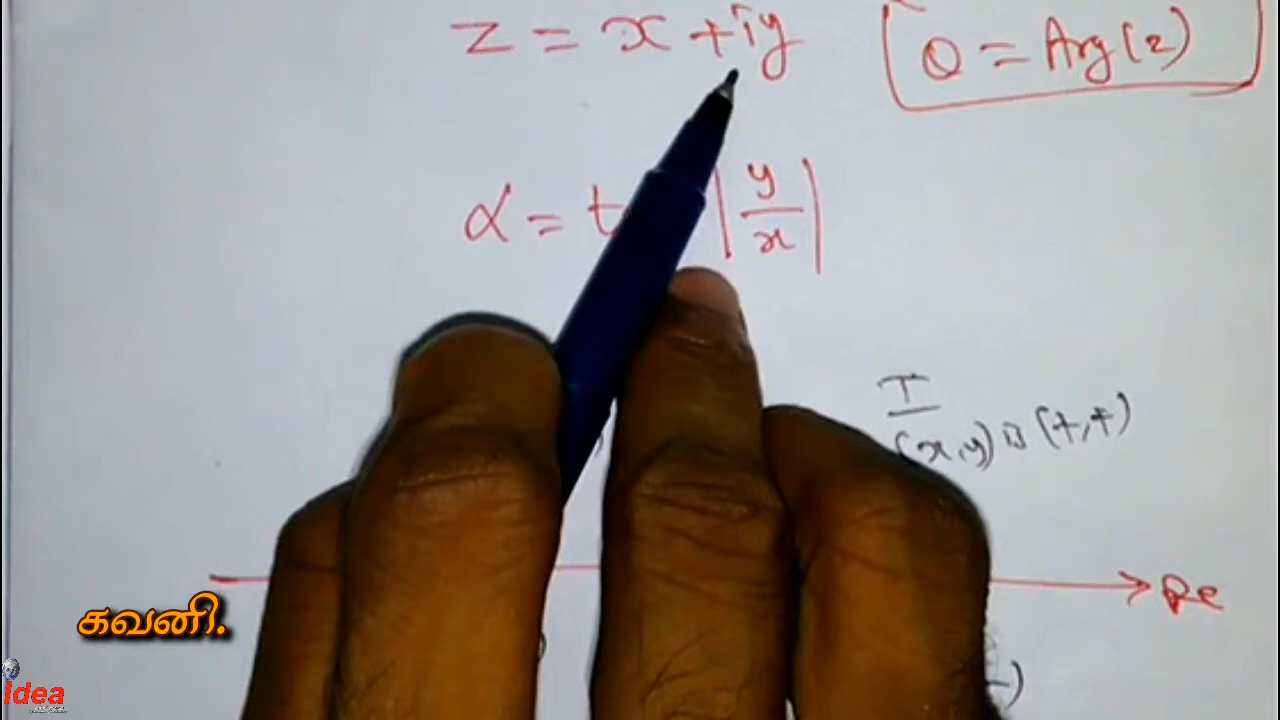 z = x + iy
θ = Arg(z)
α = t |y/x|
I
(x, y) is (+, +)
Re
கவனி.
Idea